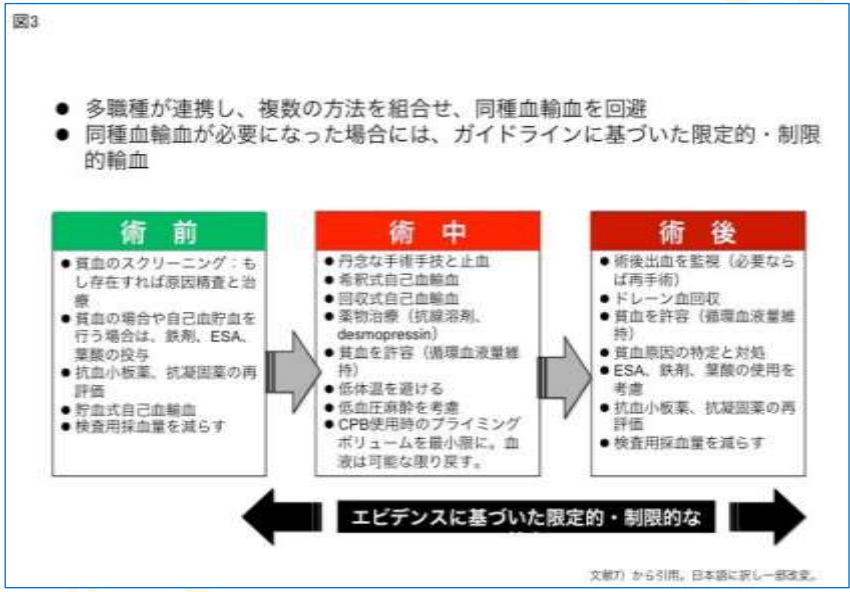 図3
● 多職種が連携し、複数の方法を組合せ、同種血輸血を回避
● 同種血輸血が必要になった場合には、ガイドラインに基づいた限定的・制限
的輸血
術 前
●貧血のスクリーニング：も
し存在すれば原因精査と治
療
●貧血の場合や自己血貯血を
行う場合は、鉄剤、ESA、
葉酸の投与
●抗血小板薬、抗凝固薬の再
評価
●貯血式自己血輸血
●検査用採血量を減らす
術 中
●丹念な手術手技と止血
●希釈式自己血輸血
●回収式自己血輸血
●薬物治療（抗線溶剤、
desmopressin）
●貧血を許容（循環血液量維
持）
●低体温を避ける
●低血圧麻酔を考慮
●CPB使用時のプライミング
ボリュームを最小限に。血
液は可能な限り戻す。
術 後
●術後出血を監視（必要なら
ば再手術）
●ドレーン血回収
●貧血を許容（循環血液量維
持）
●貧血原因の特定と対処
●ESA、鉄剤、葉酸の使用を
考慮
●抗血小板薬、抗凝固薬の再
評価
●検査用採血量を減らす
エビデンスに基づいた限定的・制限的な
文献7）から引用。日本語に訳し一部改変。